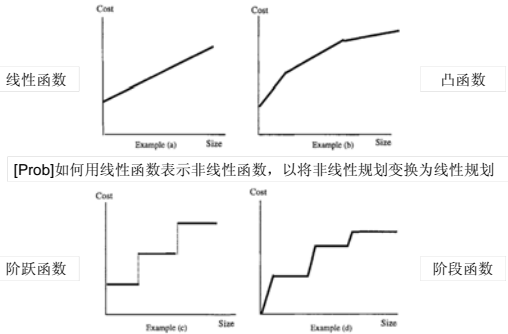 Cost
Cost
线性函数
凸函数
Example (a)
Size
Example (b)
Size
[Prob]如何用线性函数表示非线性函数，以将非线性规划变换为线性规划
Cost
Cost
阶跃函数
阶段函数
Example (c)
Size
Example (d)
Size